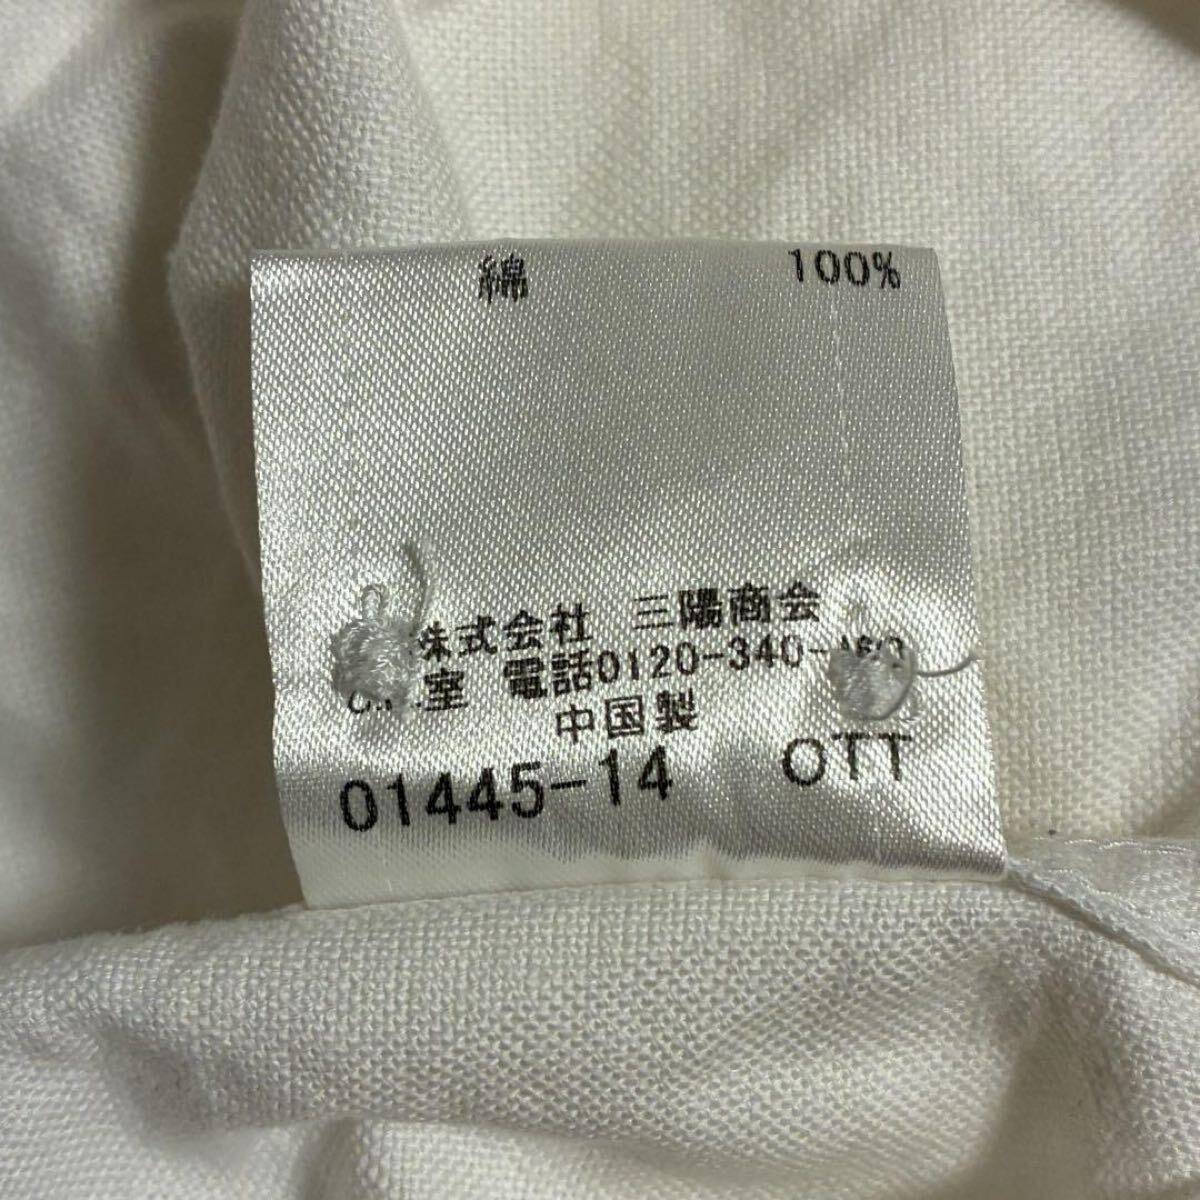 綿 100%
株式会社 三陽商会
室 電話0120-340-460
中国製
01445-14 OTT